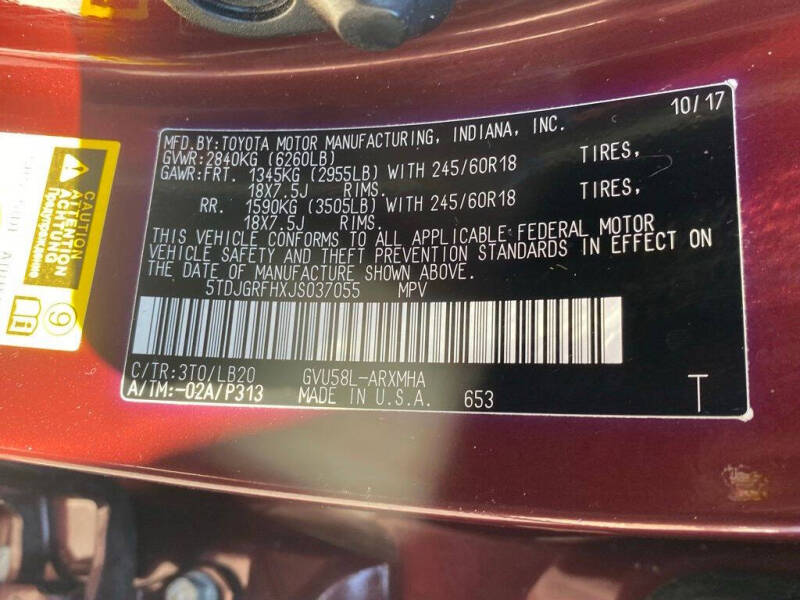 10/17
MFD.BY:TOYOTA MOTOR MANUFACTURING, INDIANA, INC.
GVWR:2840KG (6260LB)
GAWR:FRT. 1345KG (2955LB) WITH 245/60R18 TIRES,
18X7.5J RIMS.
RR. 1590KG (3505LB) WITH 245/60R18 TIRES,
18X7.5J RIMS.
THIS VEHICLE CONFORMS TO ALL APPLICABLE FEDERAL MOTOR
VEHICLE SAFETY AND THEFT PREVENTION STANDARDS IN EFFECT ON
THE DATE OF MANUFACTURE SHOWN ABOVE.
5TDJGRFHXJS037055 MPV
C/TR:3T0/LB20 GVU58L-ARXMHA
A/TM:-02A/P313 MADE IN U.S.A. 653 T
CAUTION
ATTENTION
ACHTUNG
9
i